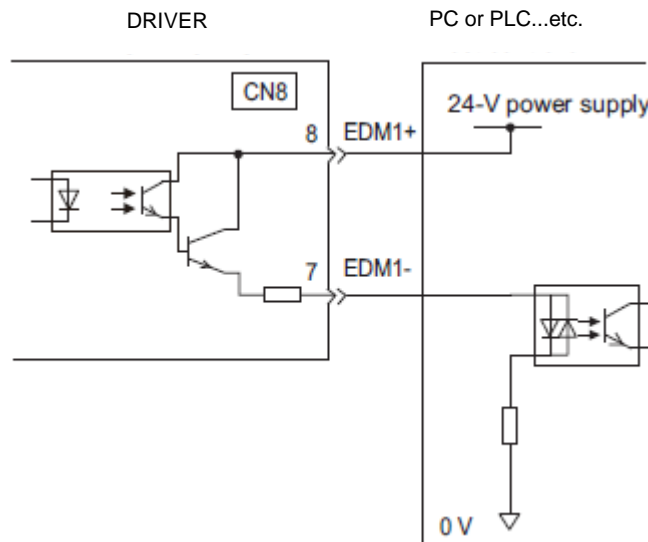 DRIVER
PC or PLC...etc.
CN8
24-V power supply
8 EDM1+
7 EDM1-
0 V